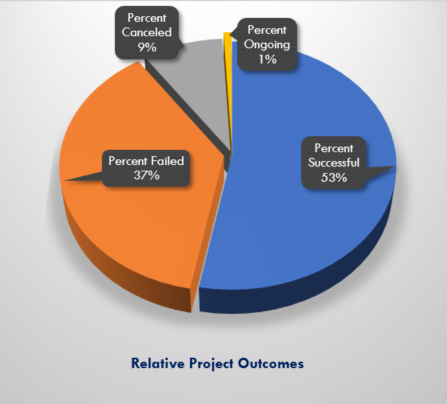 Percent
Canceled
9%
Percent
Ongoing
1%
Percent Failed
37%
Percent
Successful
53%
Relative Project Outcomes